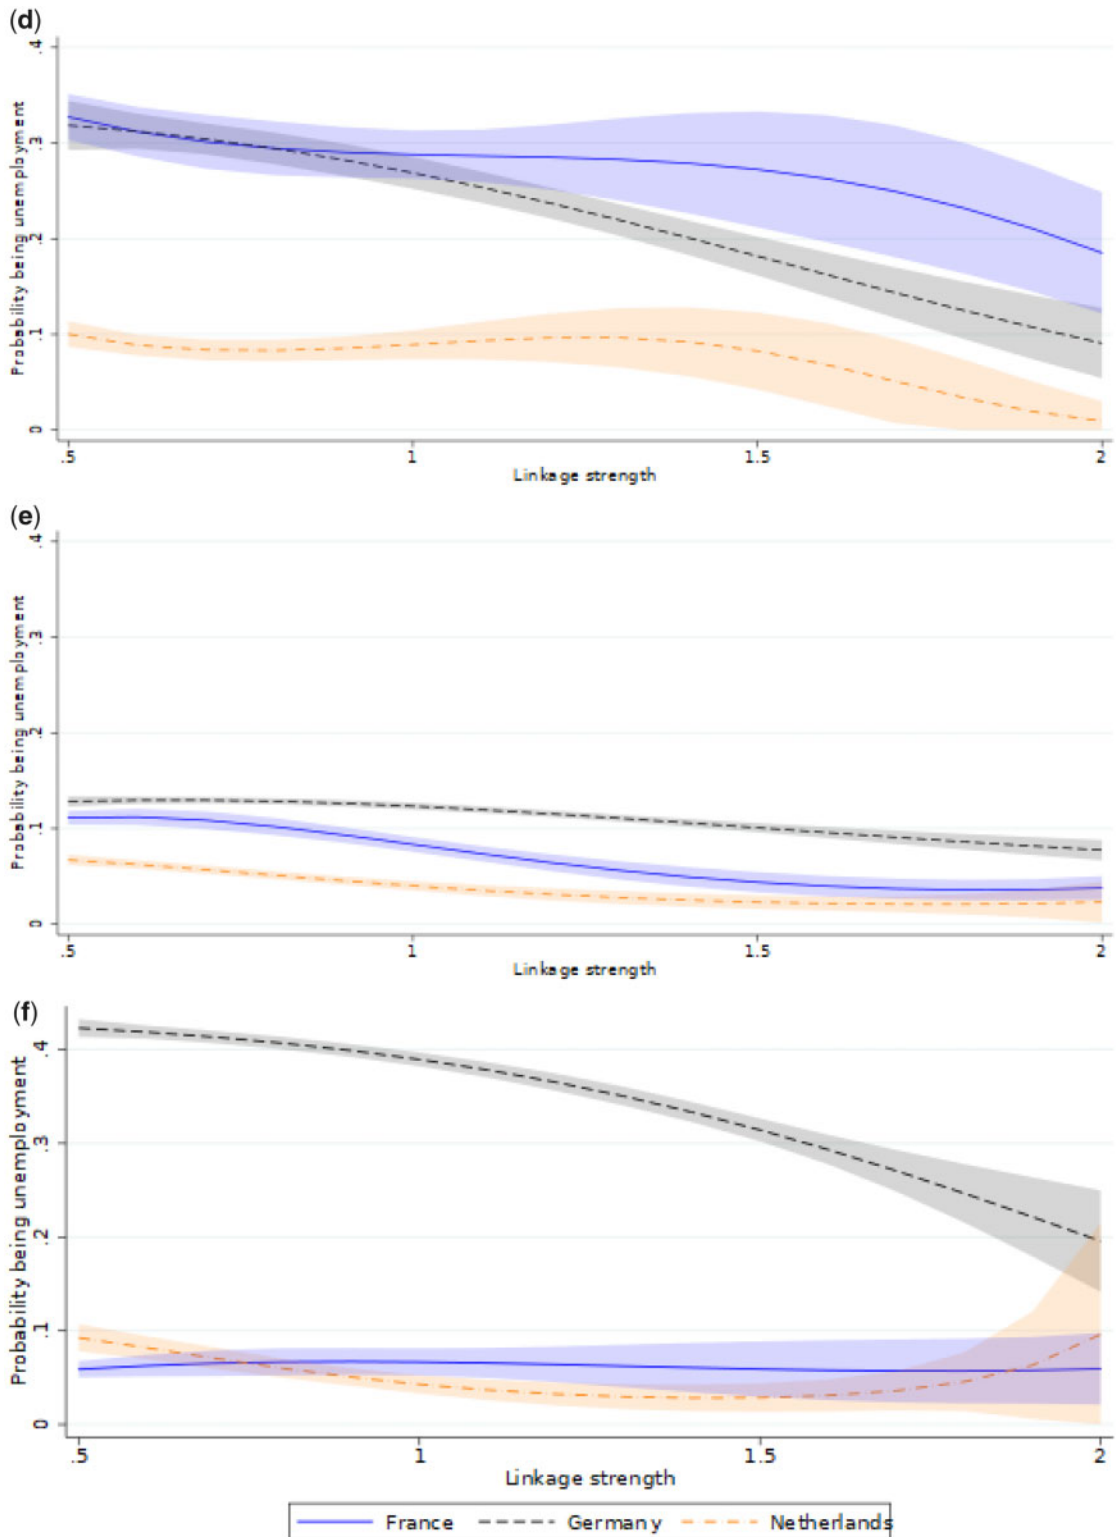 (d)
.4
.3
.2
.1
0
Probability being unemployment
.5 1 1.5 2
Linkage strength
(e)
.4
.3
.2
.1
0
Probability being unemployment
.5 1 1.5 2
Linkage strength
(f)
.4
.3
.2
.1
0
Probability being unemployment
.5 1 1.5 2
Linkage strength
France Germany Netherlands